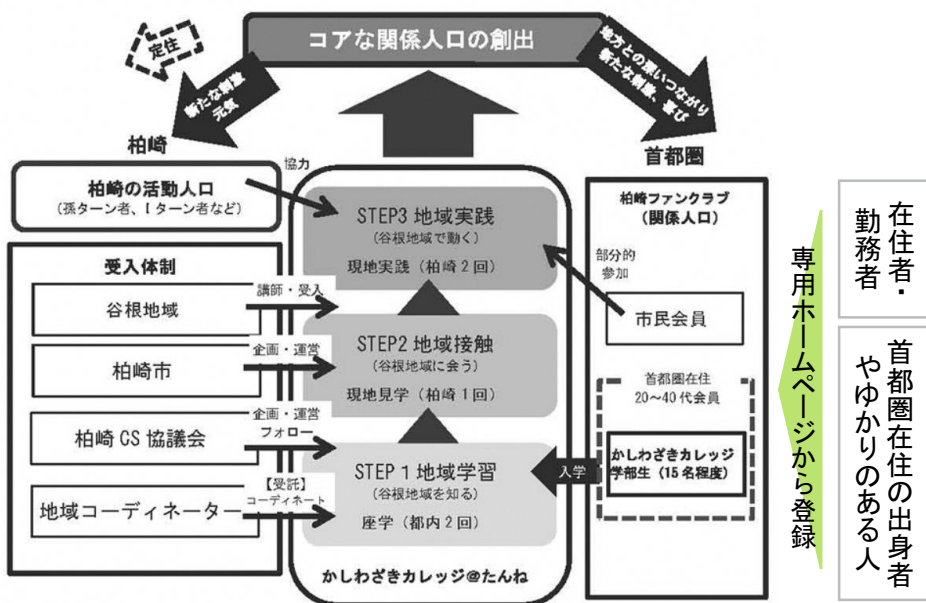 コアな関係人口の創出
定住
新たな刺激
元気
地方との深いつながり
新たな刺激、喜び
柏崎
首都圏
柏崎の活動人口
(孫ターン者、Iターン者など)
協力
受入体制
谷根地域
柏崎市
柏崎CS協議会
地域コーディネーター
講師・受入
企画・運営
企画・運営
フォロー
【受託】
コーディネート
STEP3 地域実践
(谷根地域で動く)
現地実践(柏崎2回)
STEP2 地域接触
(谷根地域に会う)
現地見学(柏崎1回)
STEP1 地域学習
(谷根地域を知る)
座学(都内2回)
かしわざきカレッジ@たんね
柏崎ファンクラブ
(関係人口)
部分的
参加
市民会員
首都圏在住
20~40代会員
かしわざきカレッジ
学部生(15名程度)
入学
専用ホームページから登録
在住者・
勤務者
首都圏在住の出身者
やゆかりのある人